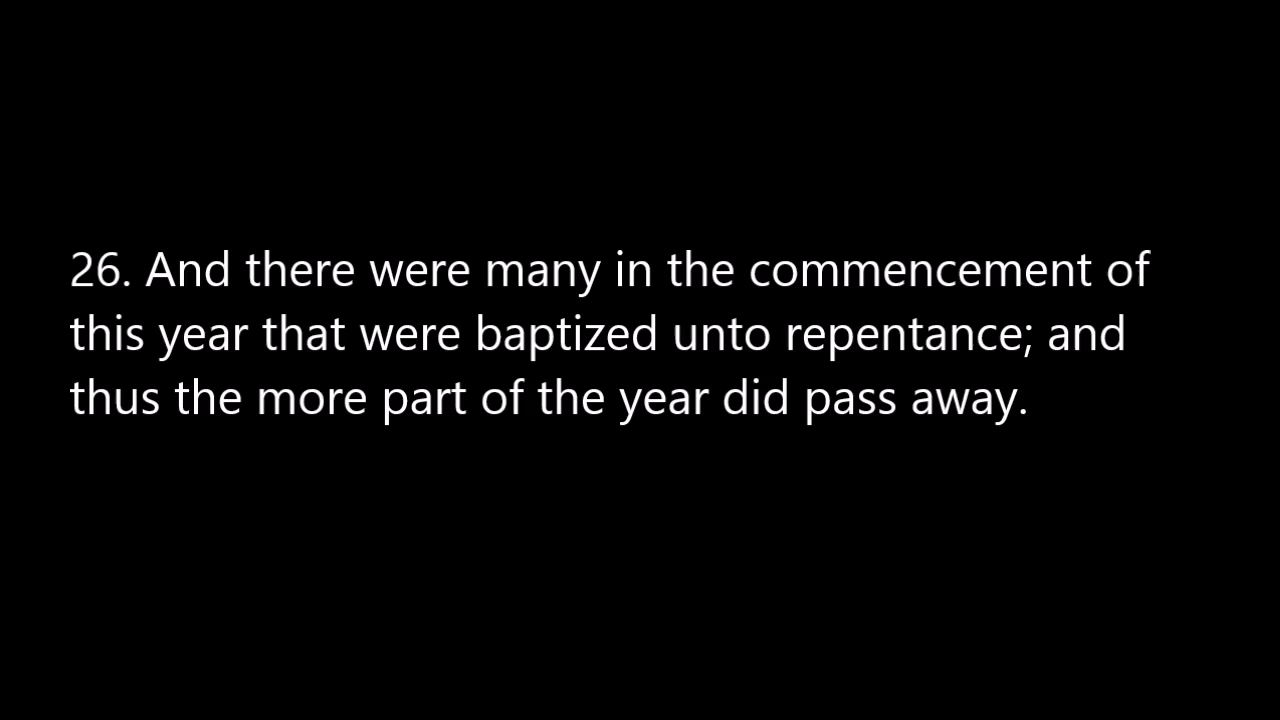 26. And there were many in the commencement of
this year that were baptized unto repentance; and
thus the more part of the year did pass away.